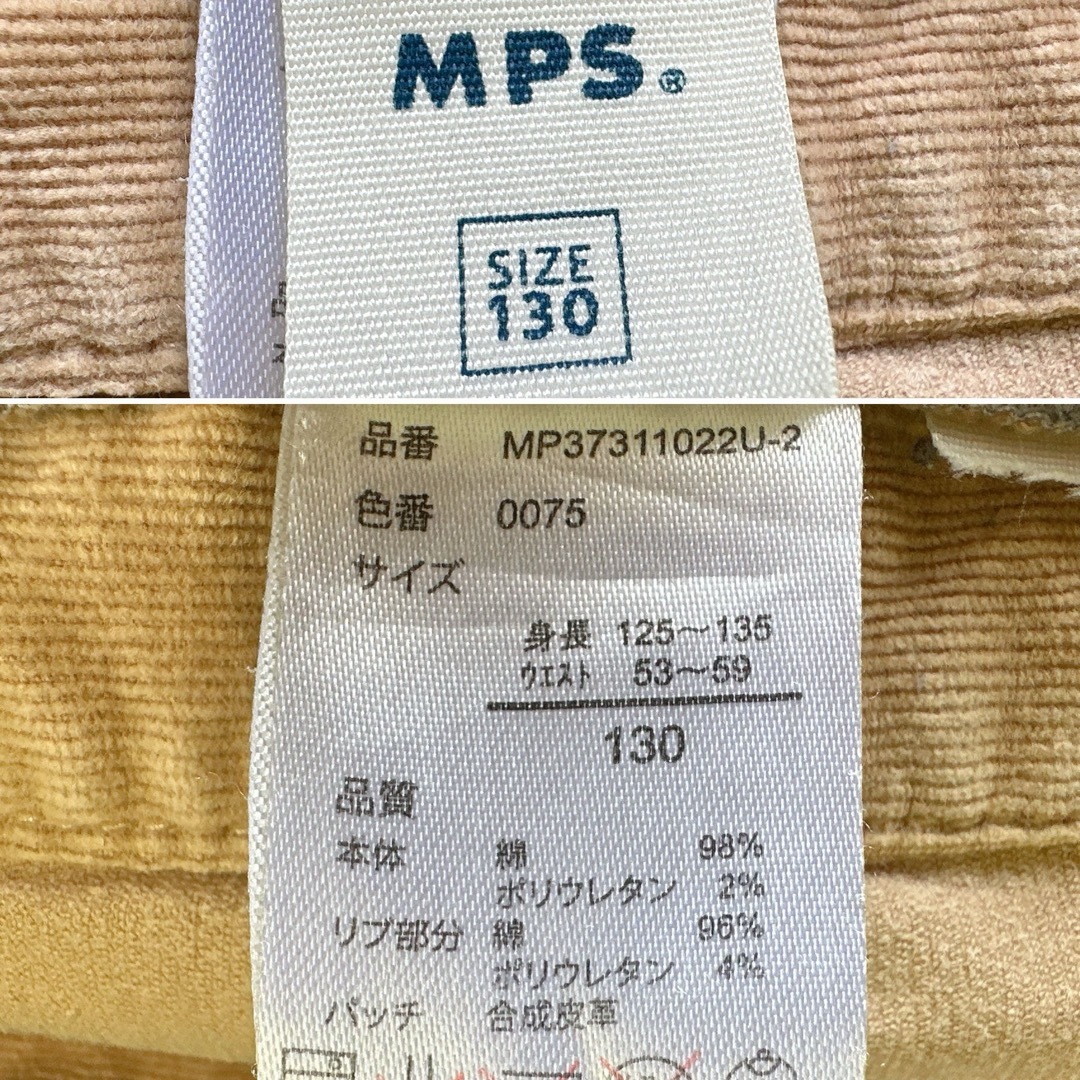 MPS.®
SIZE
130
品番 MP37311022U-2
色番 0075
サイズ
身長 125〜135
ウエスト 53〜59
130
品質
本体 綿 98%
ポリウレタン 2%
リブ部分 綿 96%
ポリウレタン 4%
パッチ 合成皮革